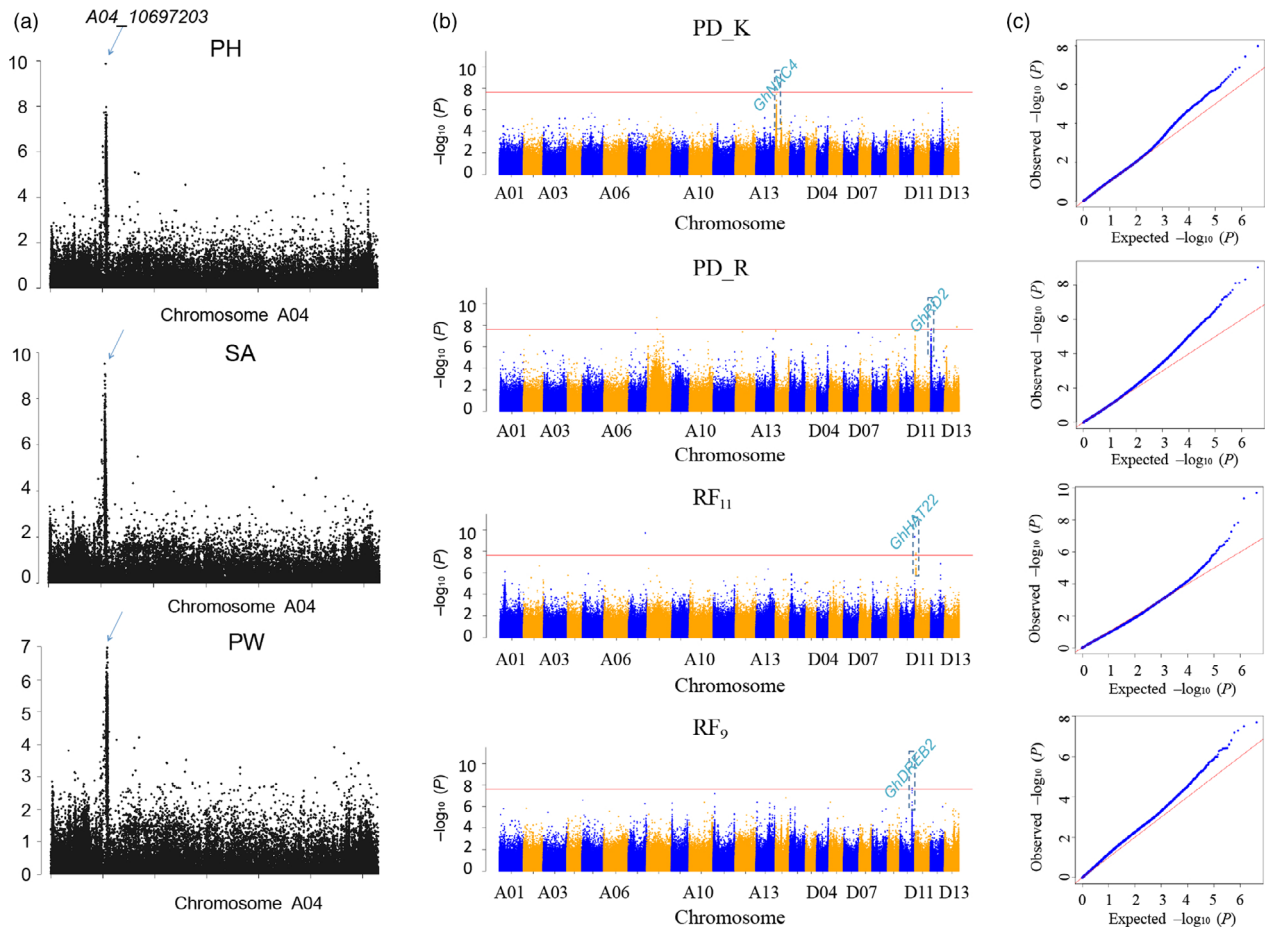 (a)
A04_10697203
PH
10
8
6
4
2
0
Chromosome A04
SA
10
8
6
4
2
0
Chromosome A04
PW
7
6
5
4
3
2
1
0
Chromosome A04
(b)
PD_K
GhNAC4
−log₁₀ (P)
10
8
6
4
2
0
A01 A03 A06 A10 A13 D04 D07 D11 D13
Chromosome
PD_R
GhRD2
−log₁₀ (P)
10
8
6
4
2
0
A01 A03 A06 A10 A13 D04 D07 D11 D13
Chromosome
RF₁₁
GhHAT22
−log₁₀ (P)
10
8
6
4
2
0
A01 A03 A06 A10 A13 D04 D07 D11 D13
Chromosome
RF₉
GhDREB2
−log₁₀ (P)
10
8
6
4
2
0
A01 A03 A06 A10 A13 D04 D07 D11 D13
Chromosome
(c)
Observed −log₁₀ (P)
8
6
4
2
0
0 1 2 3 4 5 6
Expected −log₁₀ (P)
Observed −log₁₀ (P)
8
6
4
2
0
0 1 2 3 4 5 6
Expected −log₁₀ (P)
Observed −log₁₀ (P)
10
8
6
4
2
0
0 1 2 3 4 5 6
Expected −log₁₀ (P)
Observed −log₁₀ (P)
8
6
4
2
0
0 1 2 3 4 5 6
Expected −log₁₀ (P)